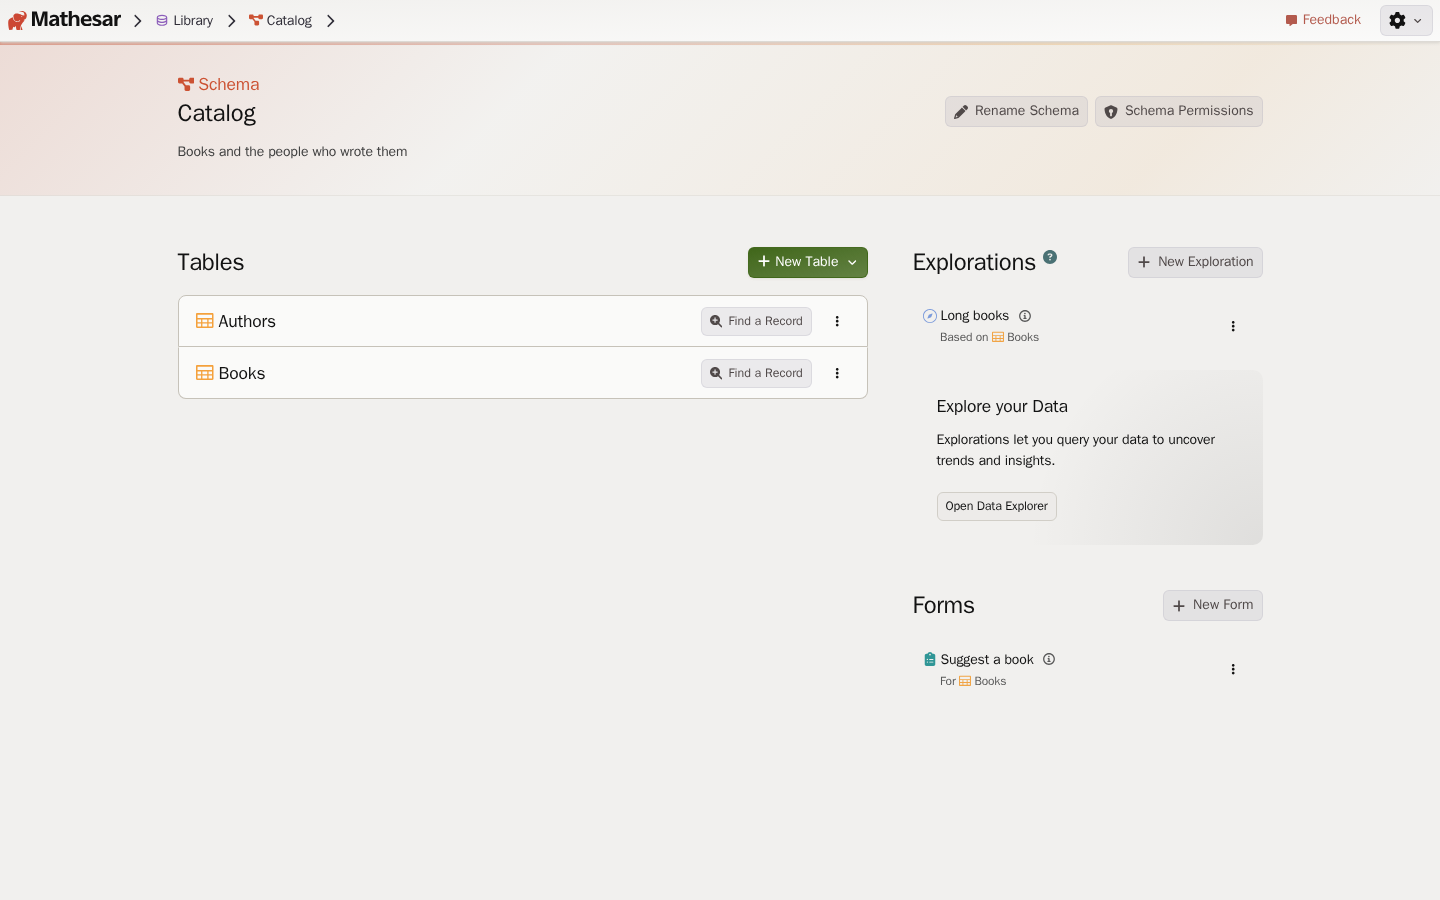 Mathesar Library Catalog Feedback
Schema
Catalog
Rename Schema Schema Permissions
Books and the people who wrote them
Tables
New Table
Authors
Find a Record
Books
Find a Record
Explorations ?
New Exploration
Long books
Based on Books
Explore your Data
Explorations let you query your data to uncover
trends and insights.
Open Data Explorer
Forms
New Form
Suggest a book
For Books